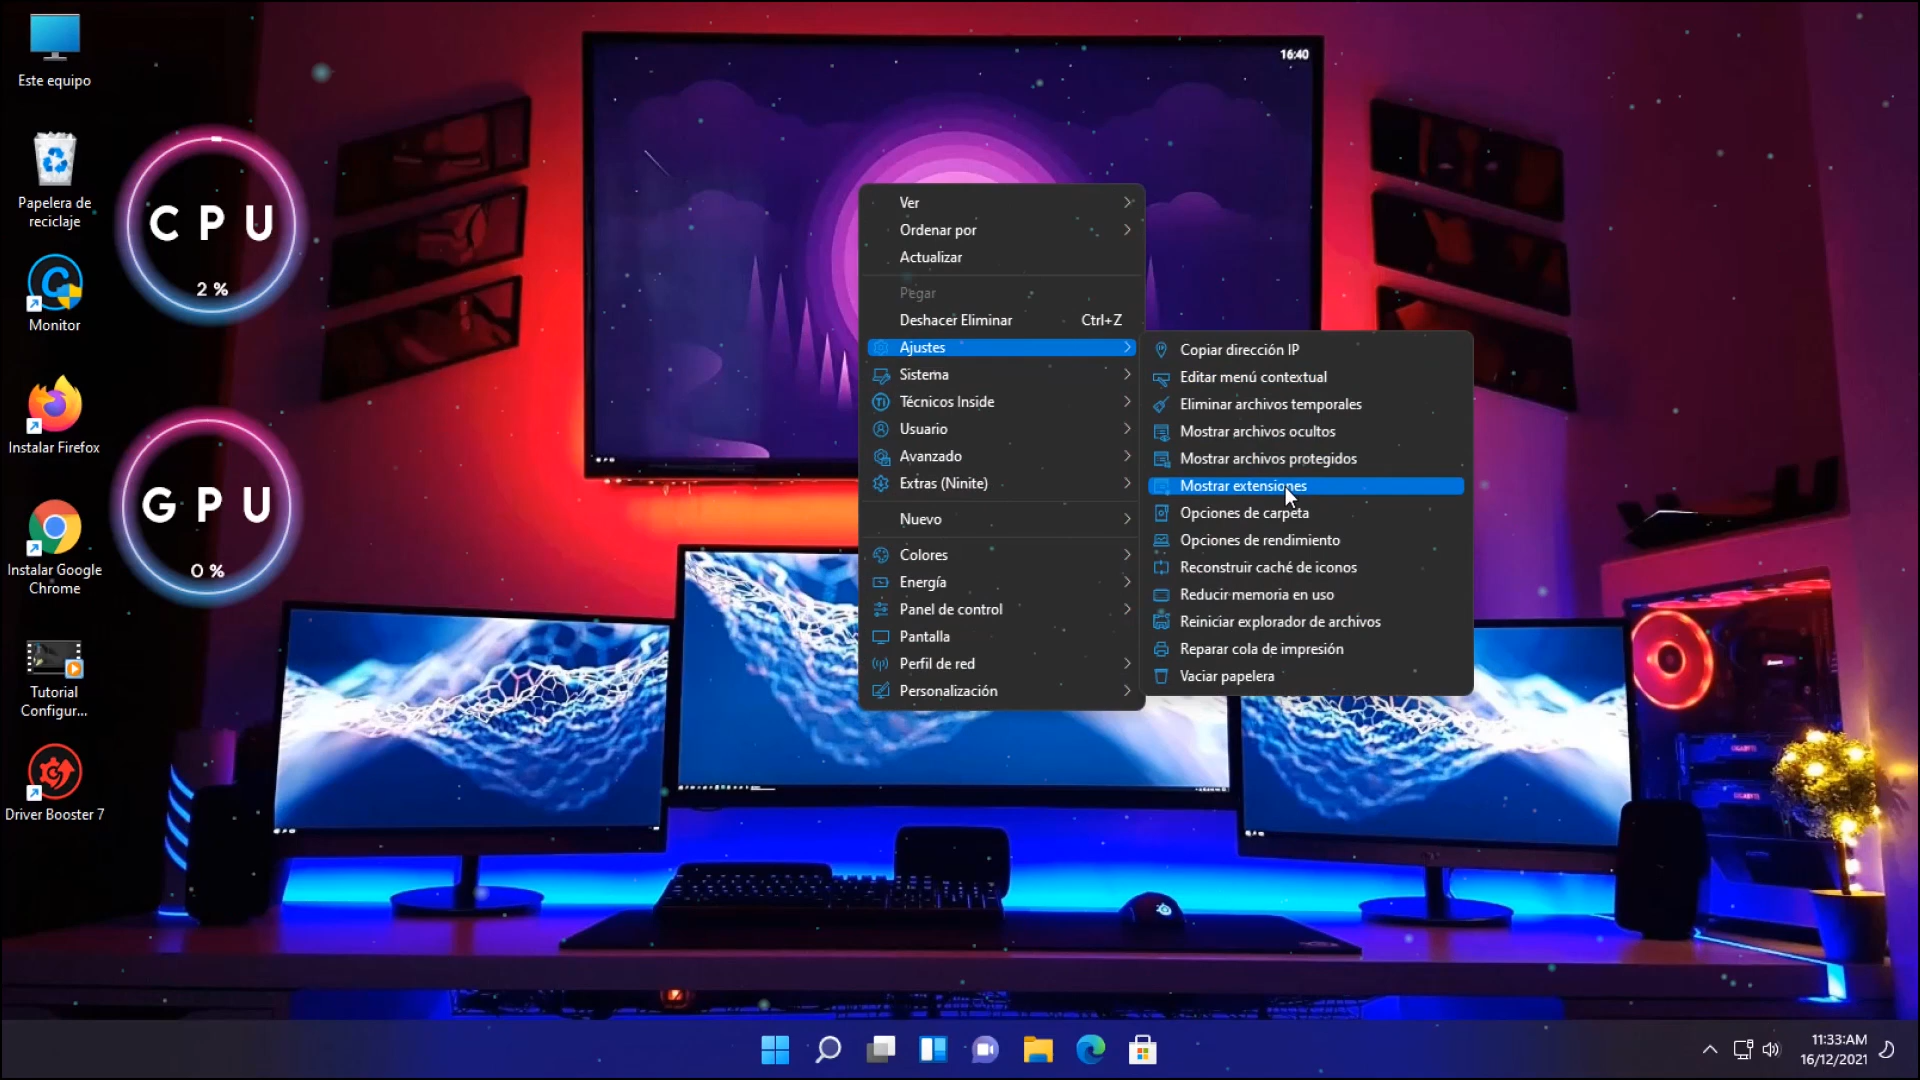 Este equipo
Papelera de
reciclaje
Monitor
Instalar Firefox
Instalar Google
Chrome
Tutorial
Configur...
Driver Booster 7
CPU
2 %
GPU
0 %
16:40
Ver
Ordenar por
Actualizar
Pegar
Deshacer Eliminar Ctrl+Z
Ajustes
Sistema
Técnicos Inside
Usuario
Avanzado
Extras (Ninite)
Nuevo
Colores
Energía
Panel de control
Pantalla
Perfil de red
Personalización
Copiar dirección IP
Editar menú contextual
Eliminar archivos temporales
Mostrar archivos ocultos
Mostrar archivos protegidos
Mostrar extensiones
Opciones de carpeta
Opciones de rendimiento
Reconstruir caché de iconos
Reducir memoria en uso
Reiniciar explorador de archivos
Reparar cola de impresión
Vaciar papelera
11:33:AM
16/12/2021